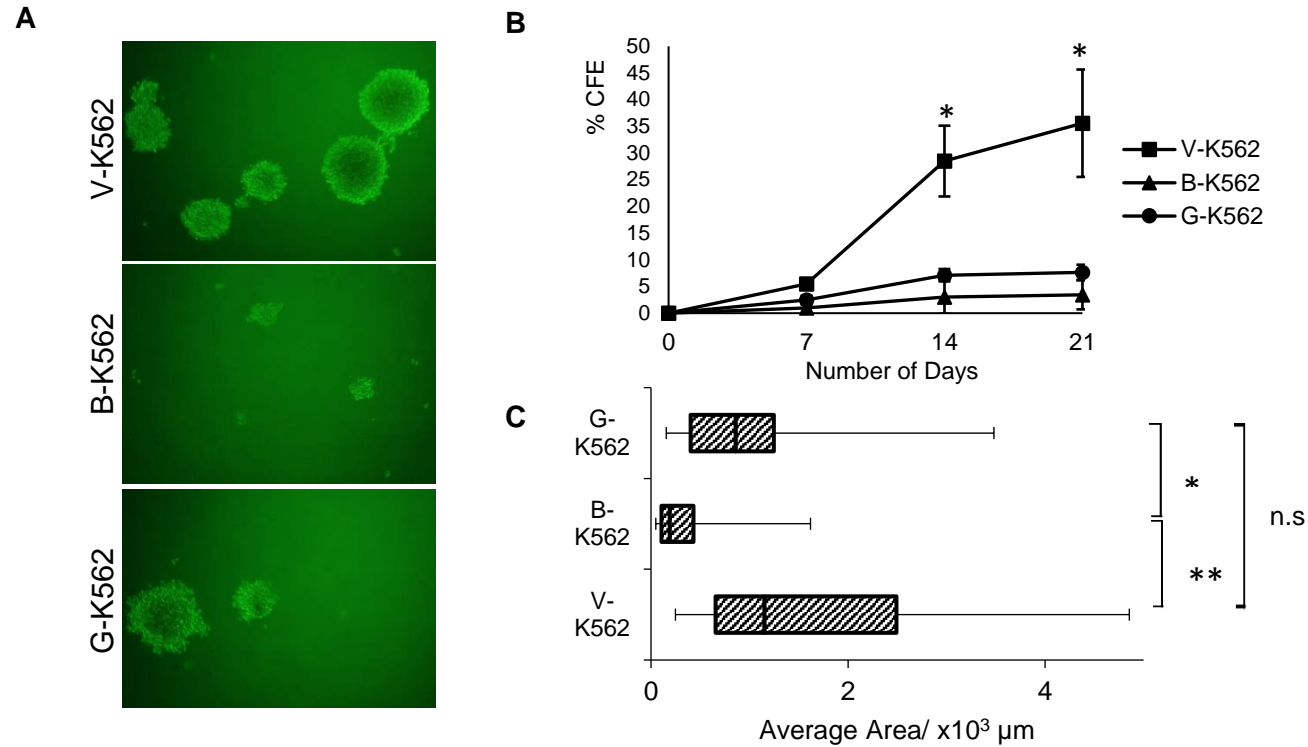 A
V-K562
B-K562
G-K562
B
% CFE
50
45
40
35
30
25
20
15
10
5
0
*
*
0 7 14 21
Number of Days
V-K562
B-K562
G-K562
C
G-
K562
B-
K562
V-
K562
*
**
n.s
0 2 4
Average Area/ x10³ µm